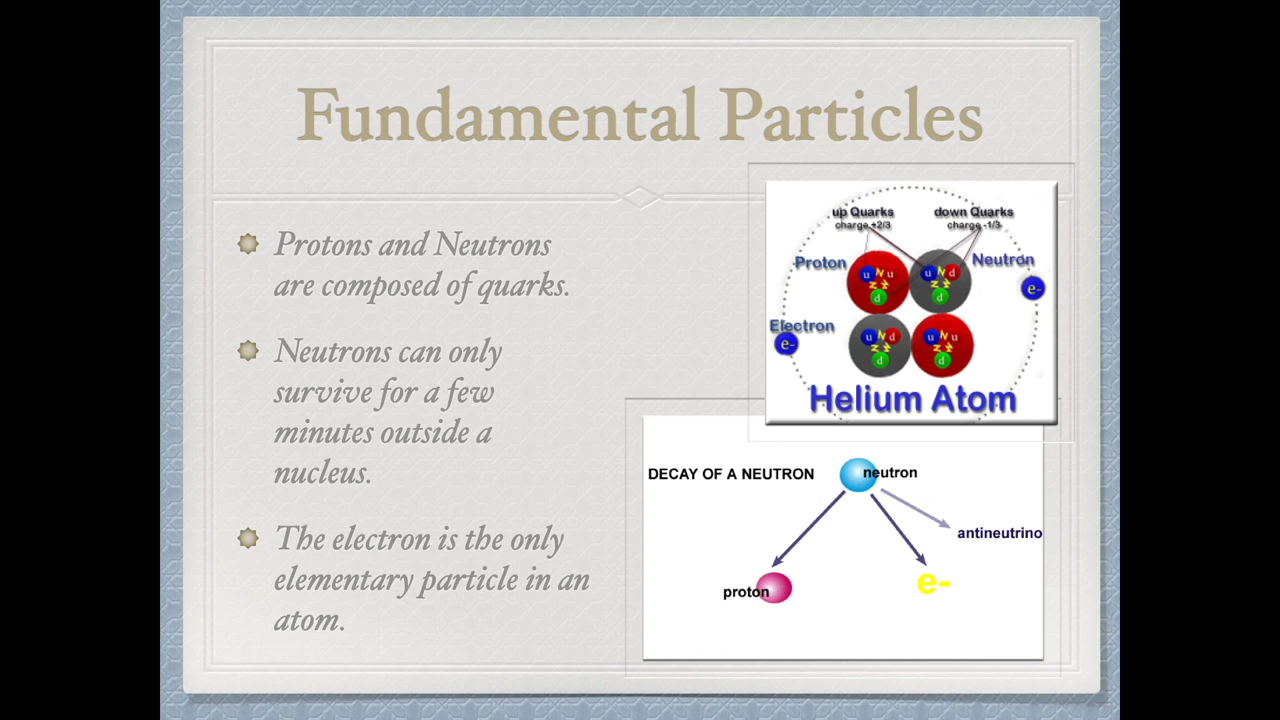 Fundamental Particles
Protons and Neutrons
are composed of quarks.
Neutrons can only
survive for a few
minutes outside a
nucleus.
The electron is the only
elementary particle in an
atom.
up Quarks
charge +2/3
down Quarks
charge -1/3
Proton
Neutron
u u
d
u d
d
e-
Electron
e-
u d
d
u u
d
Helium Atom
DECAY OF A NEUTRON
neutron
antineutrino
proton
e-